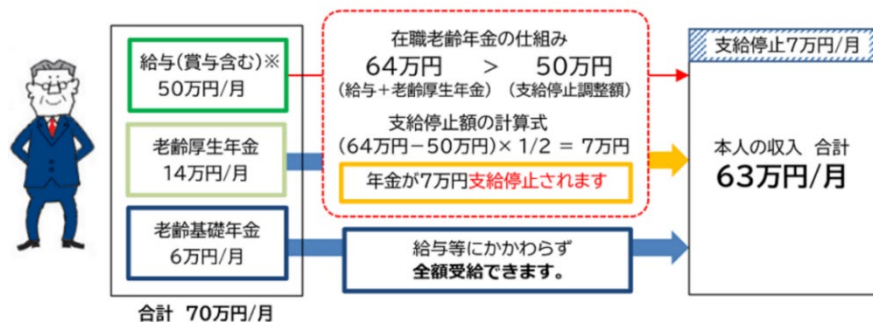 給与(賞与含む)※
50万円/月
老齢厚生年金
14万円/月
老齢基礎年金
6万円/月
合計 70万円/月
在職老齢年金の仕組み
64万円 > 50万円
(給与+老齢厚生年金) (支給停止調整額)
支給停止額の計算式
(64万円-50万円)× 1/2 = 7万円
年金が7万円支給停止されます
給与等にかかわらず
全額受給できます。
支給停止7万円/月
本人の収入 合計
63万円/月